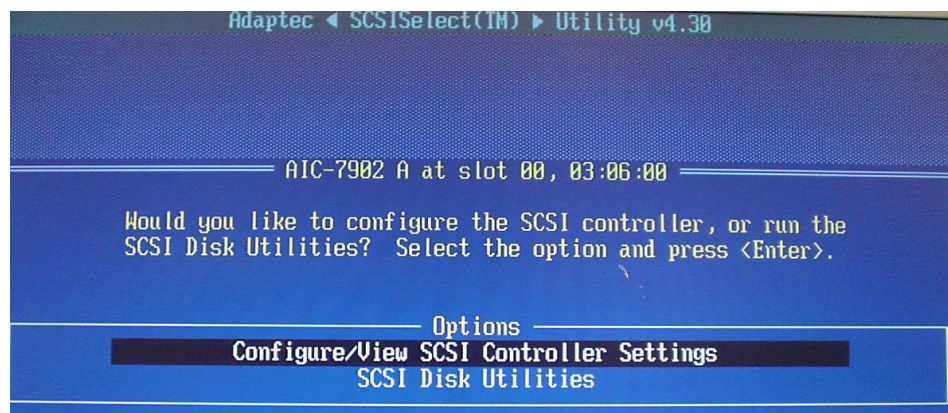 Adaptec ◄ SCSISelect(TM) ► Utility v4.30
AIC-7902 A at slot 00, 03:06:00
Would you like to configure the SCSI controller, or run the
SCSI Disk Utilities? Select the option and press <Enter>.
Options
Configure/View SCSI Controller Settings
SCSI Disk Utilities